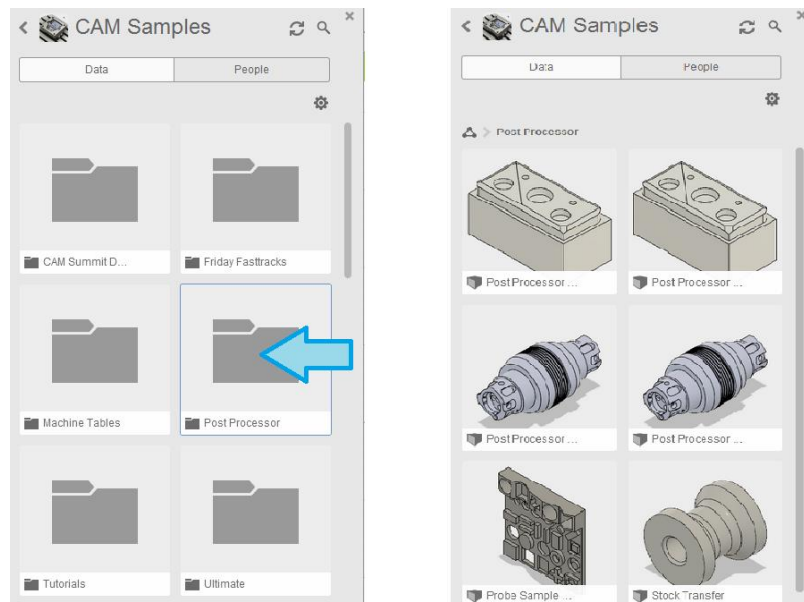 CAM Samples
Data
People
CAM Summit D...
Friday Fasttracks
Machine Tables
Post Processor
Tutorials
Ultimate
CAM Samples
Data
People
> Post Processor
Post Processor ...
Post Processor ...
Post Processor ...
Post Processor ...
Probe Sample ...
Stock Transfer